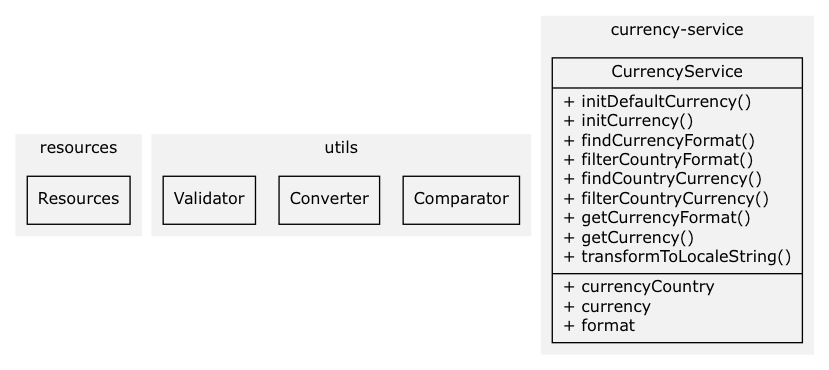 resources
Resources
utils
Validator
Converter
Comparator
currency-service
CurrencyService
+ initDefaultCurrency()
+ initCurrency()
+ findCurrencyFormat()
+ filterCountryFormat()
+ findCountryCurrency()
+ filterCountryCurrency()
+ getCurrencyFormat()
+ getCurrency()
+ transformToLocaleString()
+ currencyCountry
+ currency
+ format